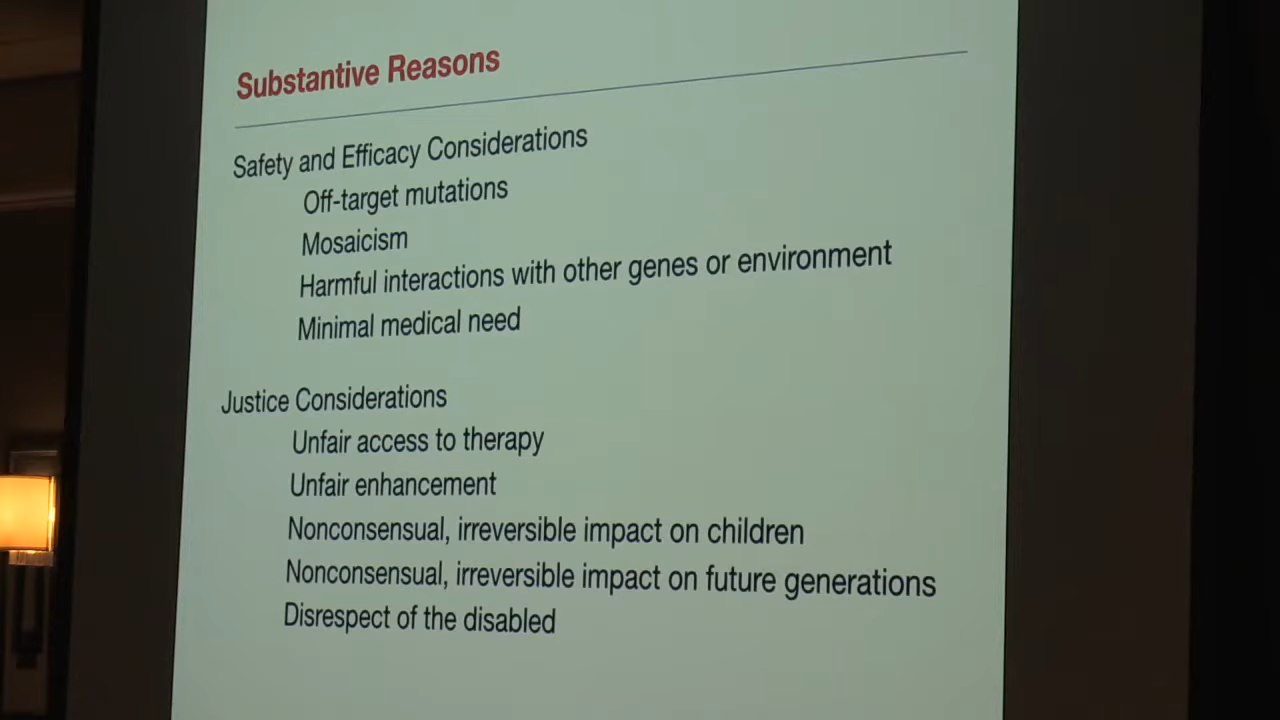 Substantive Reasons
Safety and Efficacy Considerations
Off-target mutations
Mosaicism
Harmful interactions with other genes or environment
Minimal medical need
Justice Considerations
Unfair access to therapy
Unfair enhancement
Nonconsensual, irreversible impact on children
Nonconsensual, irreversible impact on future generations
Disrespect of the disabled